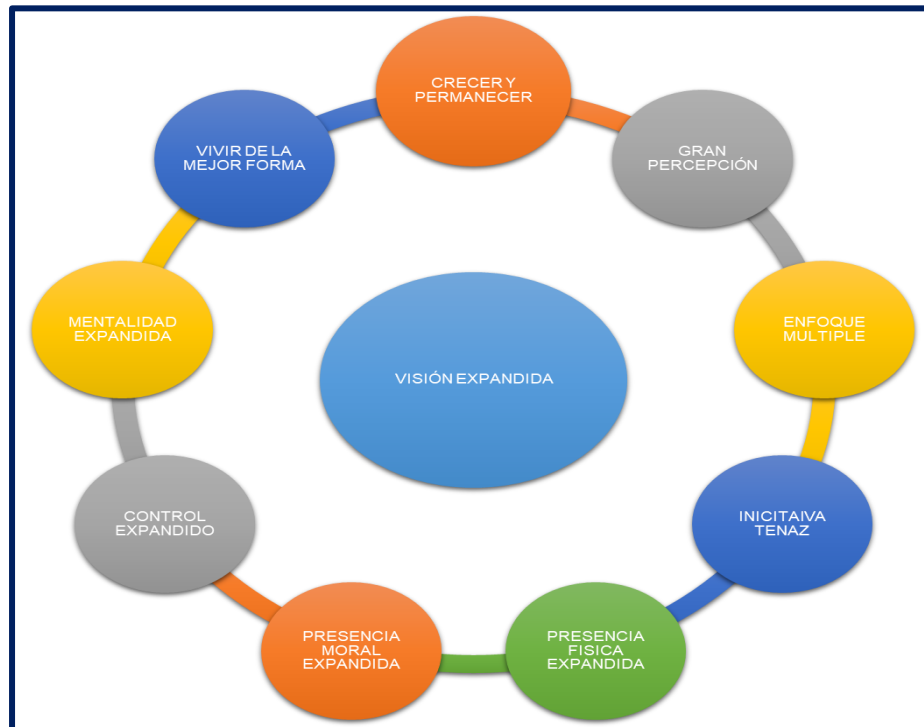 CRECER Y
PERMANECER
GRAN
PERCEPCIÓN
ENFOQUE
MULTIPLE
INICITAIVA
TENAZ
PRESENCIA
FISICA
EXPANDIDA
PRESENCIA
MORAL
EXPANDIDA
CONTROL
EXPANDIDO
MENTALIDAD
EXPANDIDA
VIVIR DE LA
MEJOR FORMA
VISIÓN EXPANDIDA